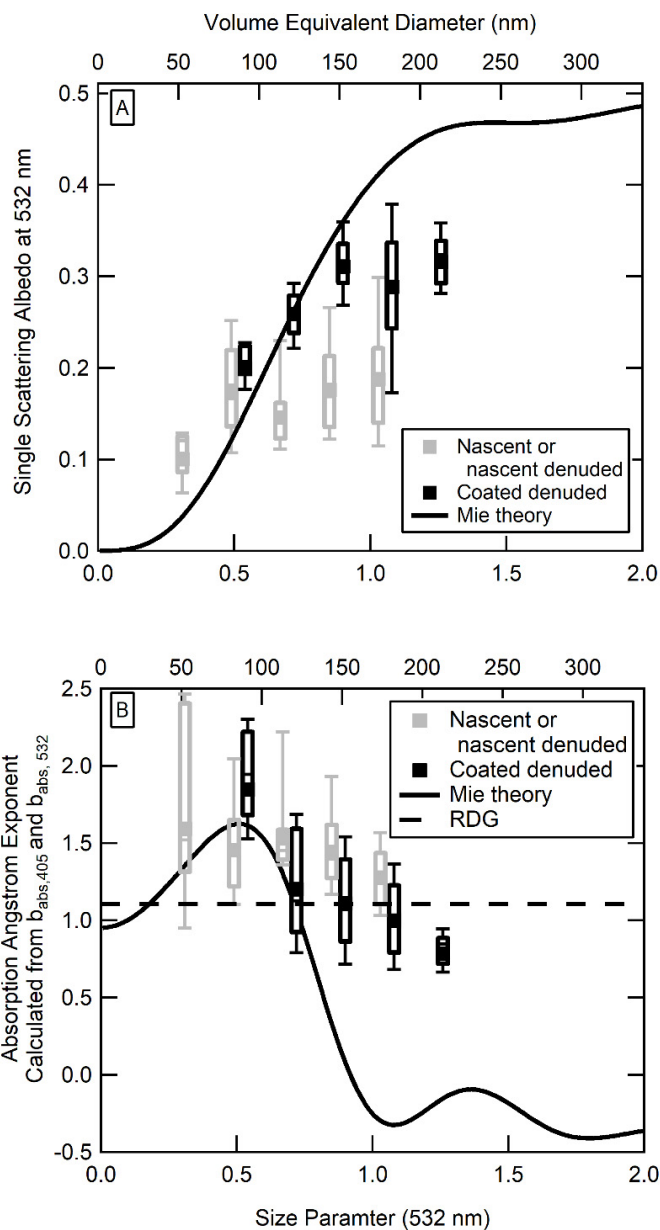 Volume Equivalent Diameter (nm)
0 50 100 150 200 250 300
A
0.5
0.4
0.3
0.2
0.1
0.0
Single Scattering Albedo at 532 nm
Nascent or
nascent denuded
Coated denuded
Mie theory
0.0 0.5 1.0 1.5 2.0
0 50 100 150 200 250 300
B
2.5
2.0
1.5
1.0
0.5
0.0
-0.5
Absorption Angstrom Exponent
Calculated from babs,405 and babs, 532
Nascent or
nascent denuded
Coated denuded
Mie theory
RDG
0.0 0.5 1.0 1.5 2.0
Size Paramter (532 nm)